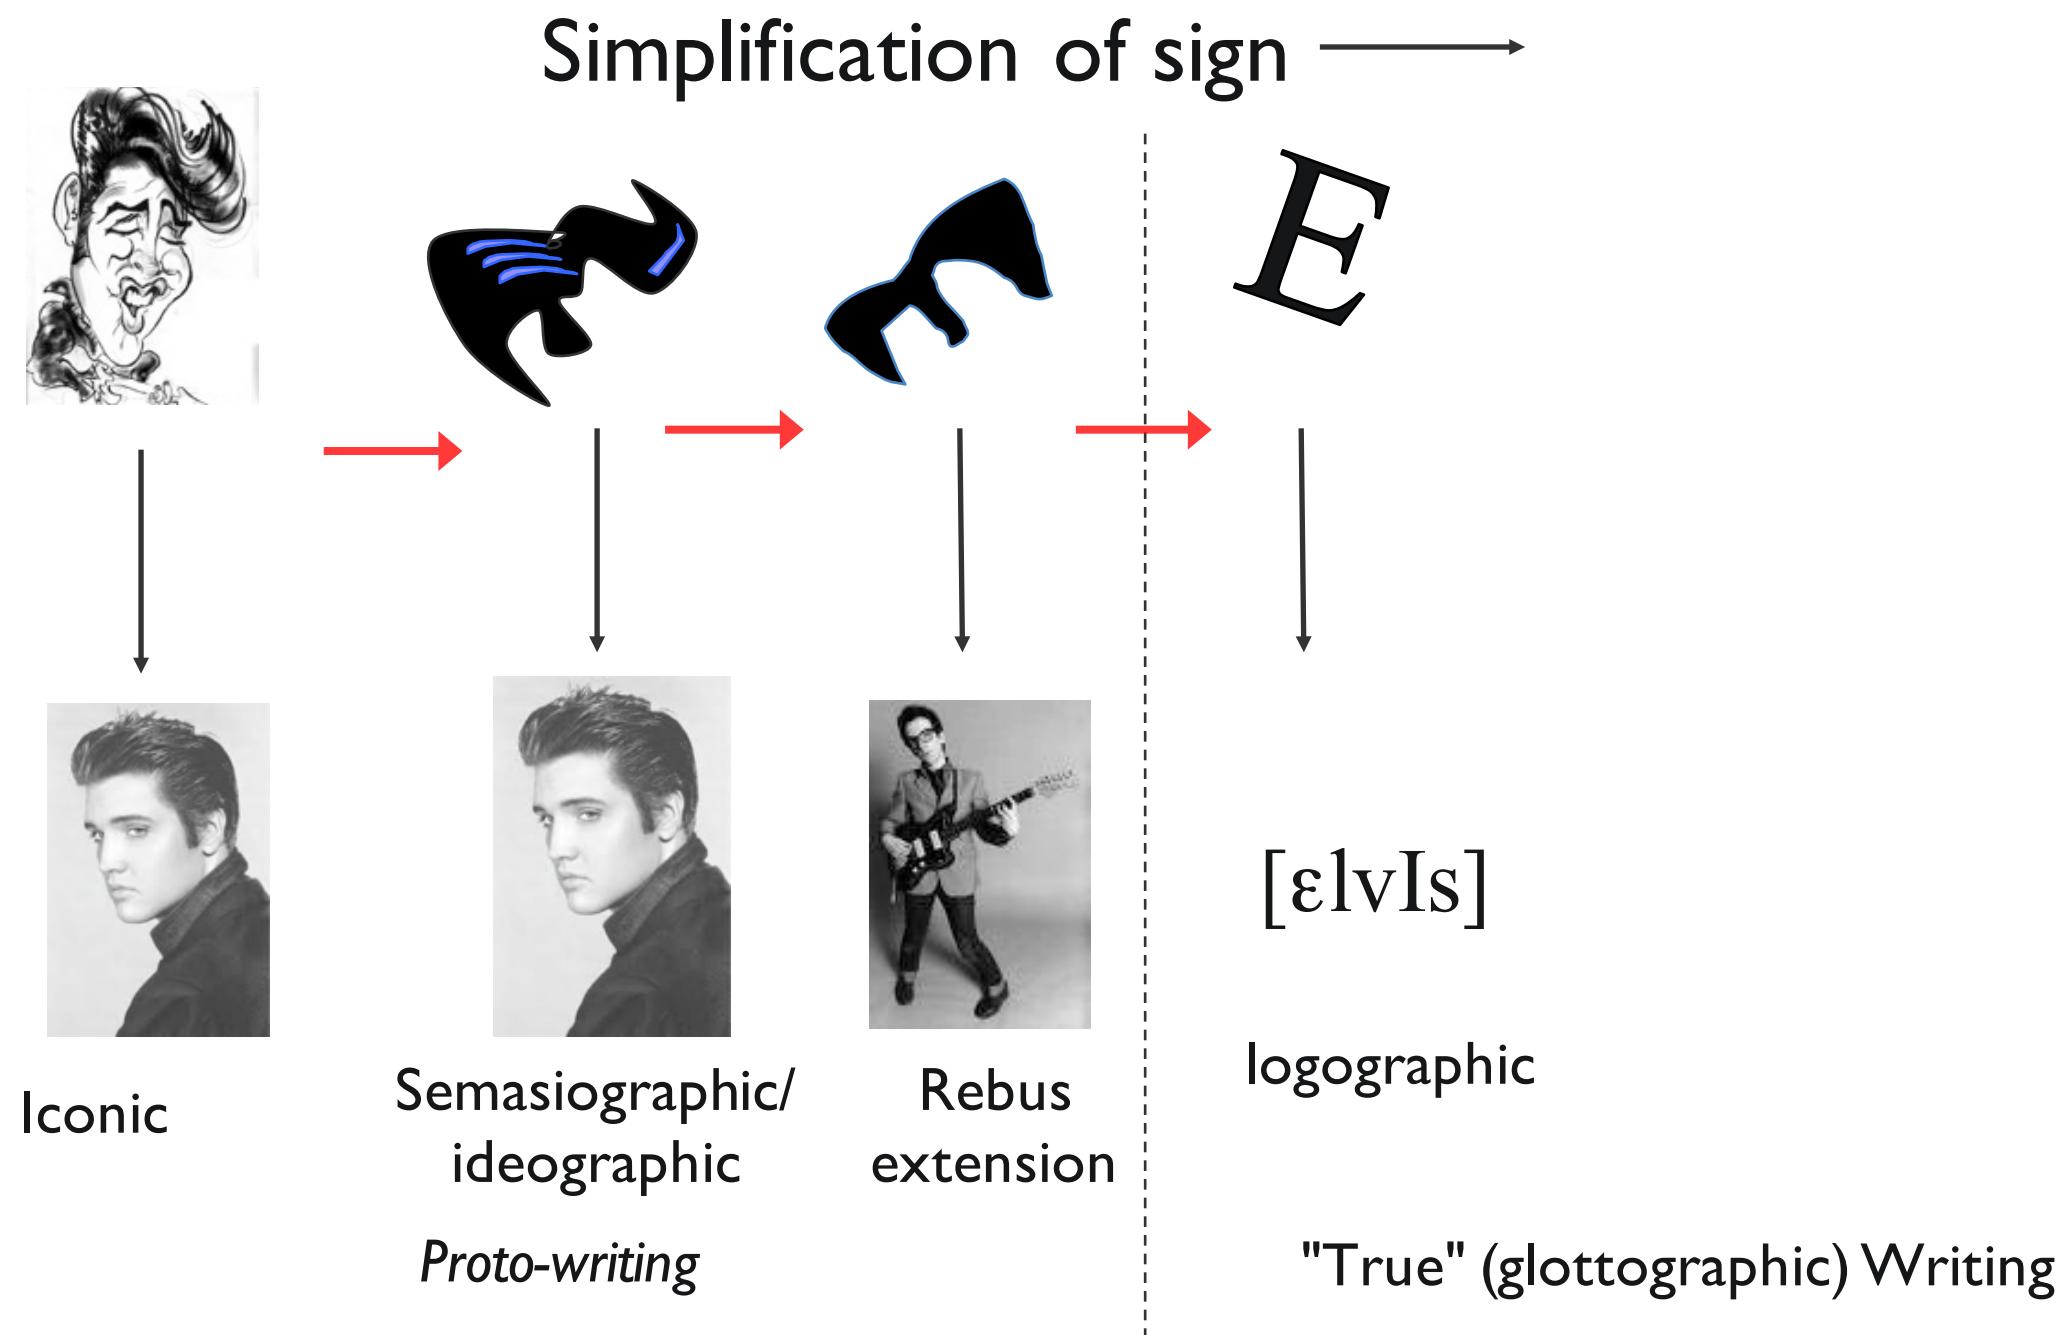 Simplification of sign
E
[ɛlvIs]
logographic
Iconic
Semasiographic/
ideographic
Rebus
extension
Proto-writing
"True" (glottographic) Writing